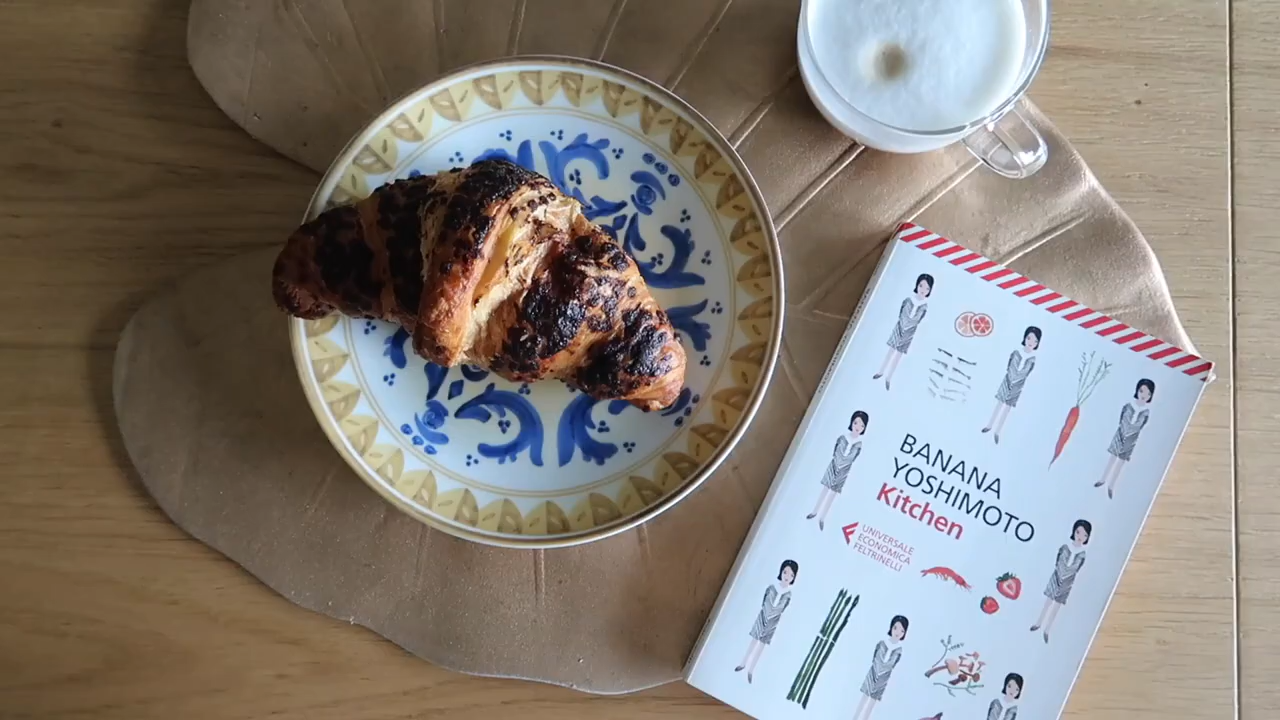 BANANA
YOSHIMOTO
Kitchen
UNIVERSALE
ECONOMICA
FELTRINELLI